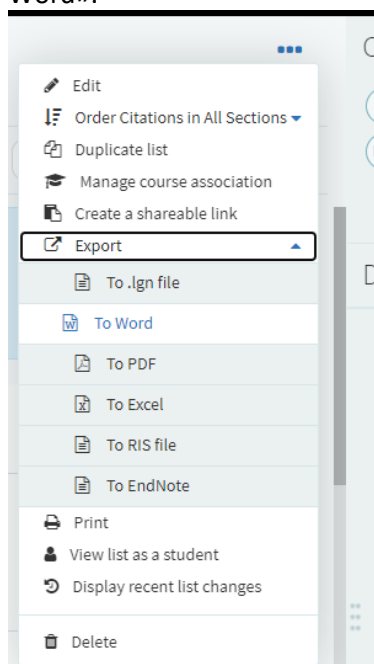 Word».
Edit
Order Citations in All Sections
Duplicate list
Manage course association
Create a shareable link
Export
To .lgn file
To Word
To PDF
To Excel
To RIS file
To EndNote
Print
View list as a student
Display recent list changes
Delete